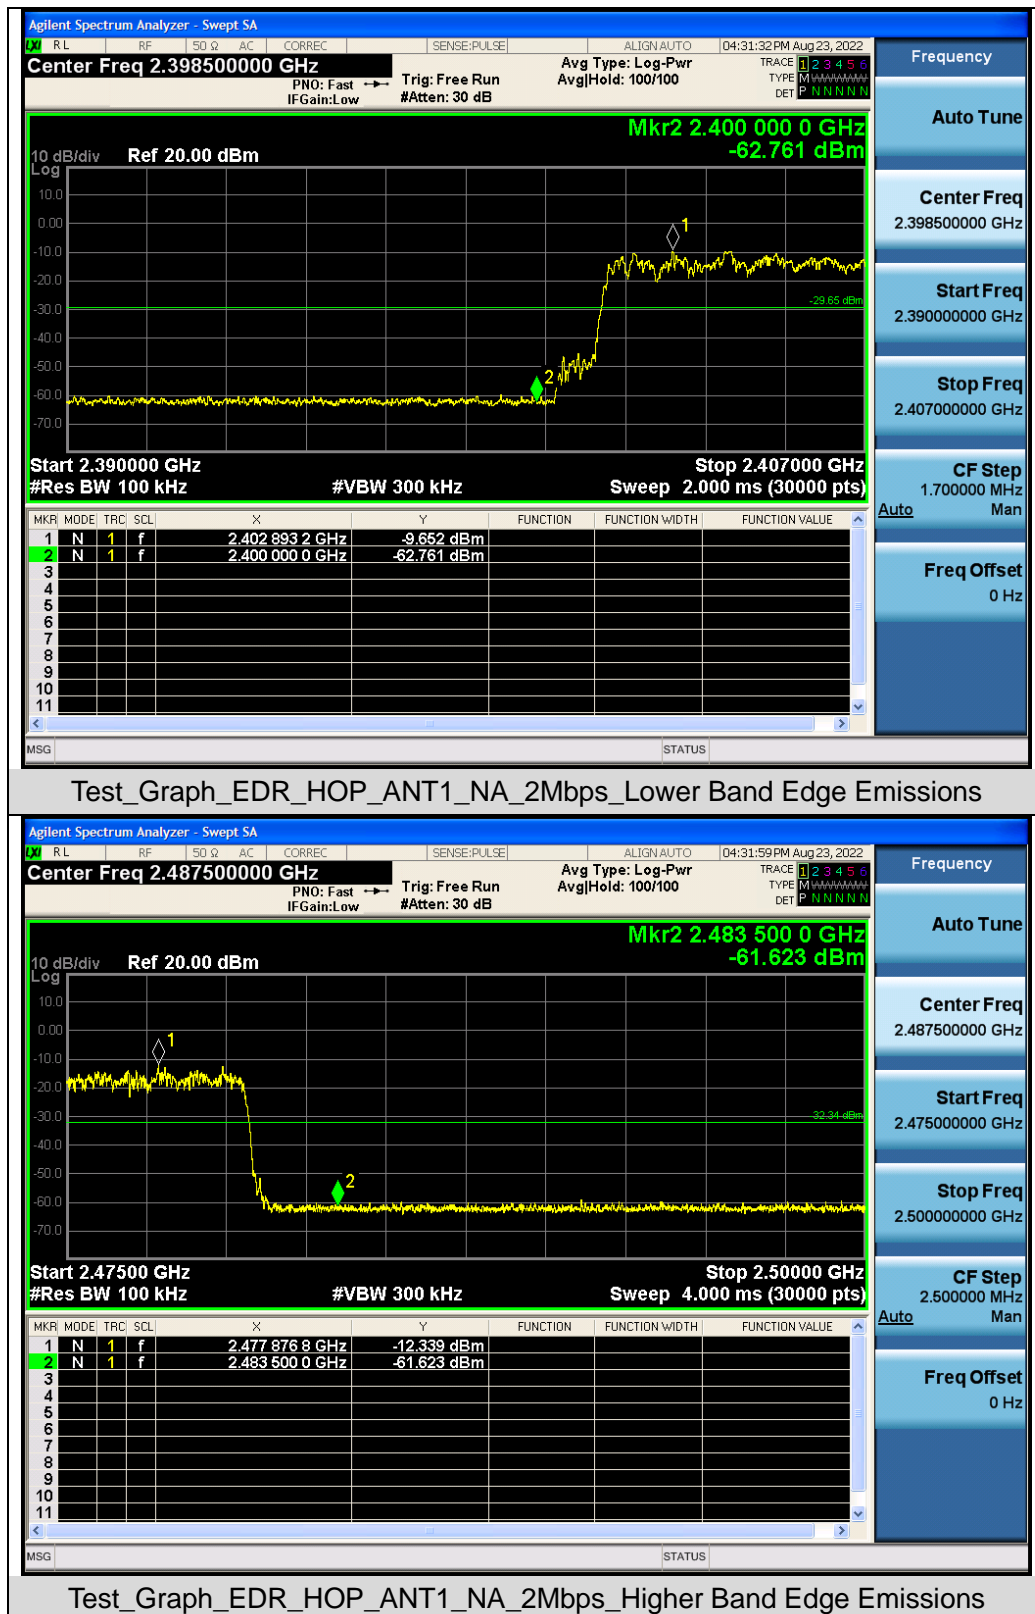 Agilent Spectrum Analyzer - Swept SA
LXI RL RF 50 Ω AC CORREC SENSE:PULSE ALIGN AUTO 04:31:32 PM Aug 23, 2022
Center Freq 2.398500000 GHz
PNO: Fast
IFGain:Low
Trig: Free Run
#Atten: 30 dB
Avg Type: Log-Pwr
Avg|Hold: 100/100
TRACE 1 2 3 4 5 6
TYPE M
DET P N N N N N
Mkr2 2.400 000 0 GHz
-62.761 dBm
10 dB/div Ref 20.00 dBm
Log
10.0
0.00
-10.0
-20.0
-30.0
-40.0
-50.0
-60.0
-70.0
1
2
-29.65 dBm
Start 2.390000 GHz Stop 2.407000 GHz
#Res BW 100 kHz #VBW 300 kHz Sweep 2.000 ms (30000 pts)
MKR MODE TRC SCL X Y FUNCTION FUNCTION WIDTH FUNCTION VALUE
1 N 1 f 2.402 893 2 GHz -9.652 dBm
2 N 1 f 2.400 000 0 GHz -62.761 dBm
3
4
5
6
7
8
9
10
11
MSG STATUS
Frequency
Auto Tune
Center Freq
2.398500000 GHz
Start Freq
2.390000000 GHz
Stop Freq
2.407000000 GHz
CF Step
1.700000 MHz
Auto Man
Freq Offset
0 Hz
Test_Graph_EDR_HOP_ANT1_NA_2Mbps_Lower Band Edge Emissions
Agilent Spectrum Analyzer - Swept SA
LXI RL RF 50 Ω AC CORREC SENSE:PULSE ALIGN AUTO 04:31:59 PM Aug 23, 2022
Center Freq 2.487500000 GHz
PNO: Fast
IFGain:Low
Trig: Free Run
#Atten: 30 dB
Avg Type: Log-Pwr
Avg|Hold: 100/100
TRACE 1 2 3 4 5 6
TYPE M
DET P N N N N N
Mkr2 2.483 500 0 GHz
-61.623 dBm
10 dB/div Ref 20.00 dBm
Log
10.0
0.00
-10.0
-20.0
-30.0
-40.0
-50.0
-60.0
-70.0
1
2
-32.34 dBm
Start 2.47500 GHz Stop 2.50000 GHz
#Res BW 100 kHz #VBW 300 kHz Sweep 4.000 ms (30000 pts)
MKR MODE TRC SCL X Y FUNCTION FUNCTION WIDTH FUNCTION VALUE
1 N 1 f 2.477 876 8 GHz -12.339 dBm
2 N 1 f 2.483 500 0 GHz -61.623 dBm
3
4
5
6
7
8
9
10
11
MSG STATUS
Frequency
Auto Tune
Center Freq
2.487500000 GHz
Start Freq
2.475000000 GHz
Stop Freq
2.500000000 GHz
CF Step
2.500000 MHz
Auto Man
Freq Offset
0 Hz
Test_Graph_EDR_HOP_ANT1_NA_2Mbps_Higher Band Edge Emissions